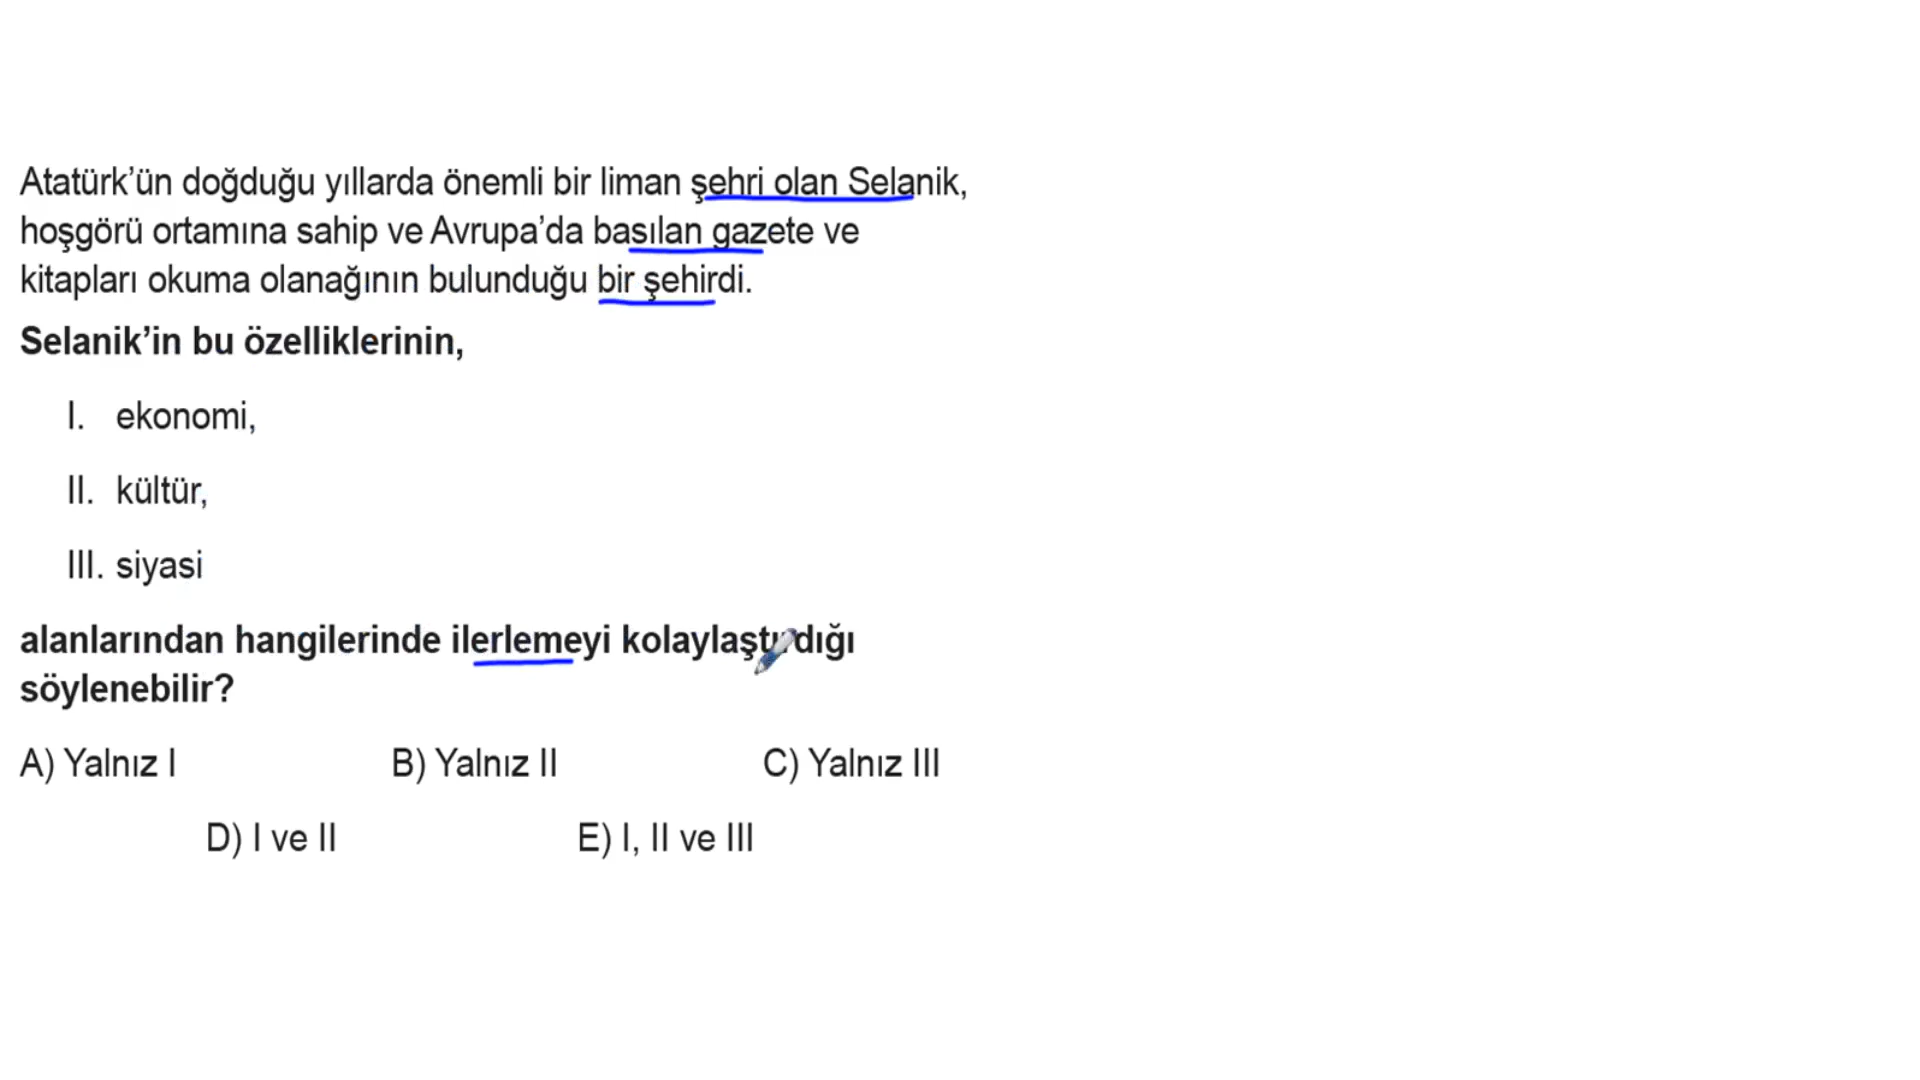 Atatürk'ün doğduğu yıllarda önemli bir liman şehri olan Selanik,
hoşgörü ortamına sahip ve Avrupa'da basılan gazete ve
kitapları okuma olanağının bulunduğu bir şehirdi.
Selanik'in bu özelliklerinin,
I. ekonomi,
II. kültür,
III. siyasi
alanlarından hangilerinde ilerlemeyi kolaylaştırdığı
söylenebilir?
A) Yalnız I B) Yalnız II C) Yalnız III
D) I ve II E) I, II ve III